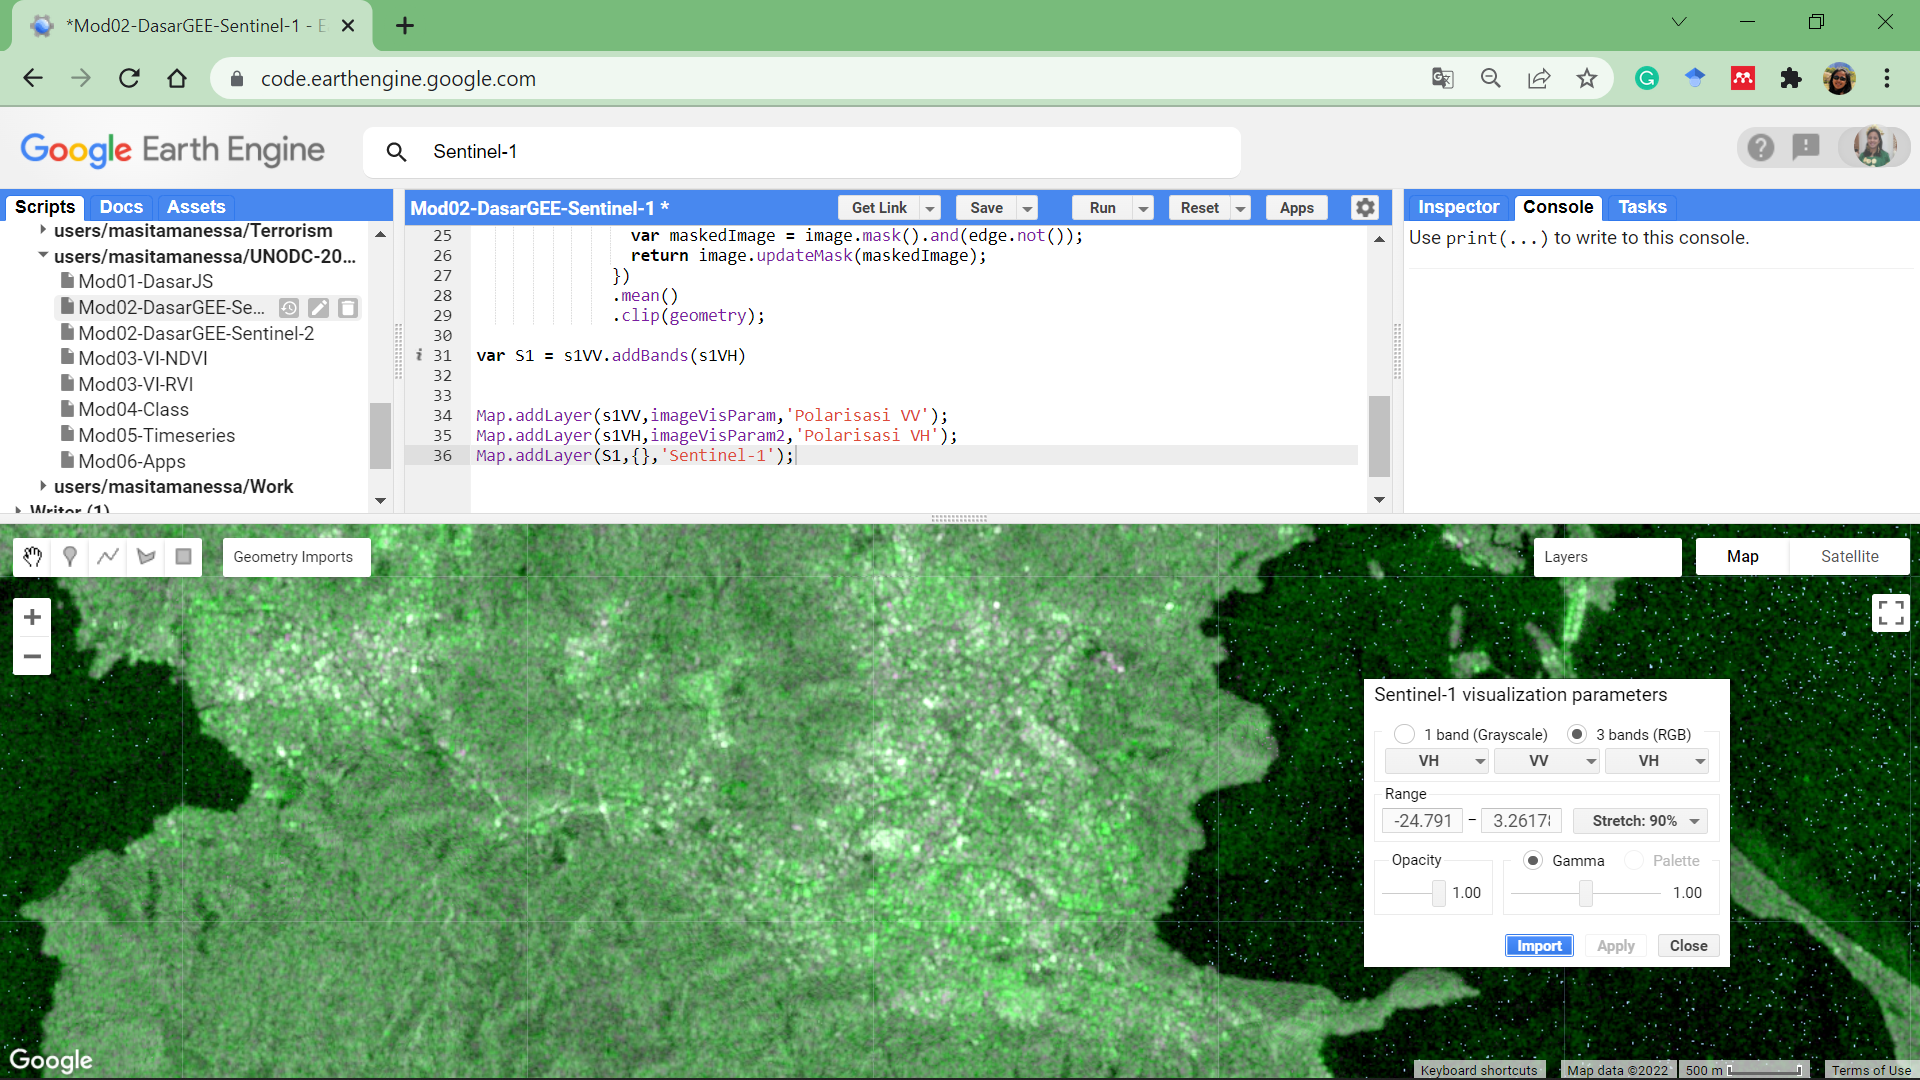 *Mod02-DasarGEE-Sentinel-1 - E
code.earthengine.google.com
Google Earth Engine
Sentinel-1
Scripts Docs Assets
users/masitamanessa/Terrorism
users/masitamanessa/UNODC-20...
Mod01-DasarJS
Mod02-DasarGEE-Se...
Mod02-DasarGEE-Sentinel-2
Mod03-VI-NDVI
Mod03-VI-RVI
Mod04-Class
Mod05-Timeseries
Mod06-Apps
users/masitamanessa/Work
Writer (1)
Mod02-DasarGEE-Sentinel-1 *
Get Link Save Run Reset Apps
25 var maskedImage = image.mask().and(edge.not());
26 return image.updateMask(maskedImage);
27 })
28 .mean()
29 .clip(geometry);
30
i 31 var S1 = s1VV.addBands(s1VH)
32
33
34 Map.addLayer(s1VV,imageVisParam,'Polarisasi VV');
35 Map.addLayer(s1VH,imageVisParam2,'Polarisasi VH');
36 Map.addLayer(S1,{},'Sentinel-1');
Inspector Console Tasks
Use print(...) to write to this console.
Geometry Imports
Layers
Map Satellite
Sentinel-1 visualization parameters
1 band (Grayscale) 3 bands (RGB)
VH VV VH
Range
-24.791 – 3.26178 Stretch: 90%
Opacity Gamma Palette
1.00 1.00
Import Apply Close
Google
Keyboard shortcuts Map data ©2022 500 m Terms of Use